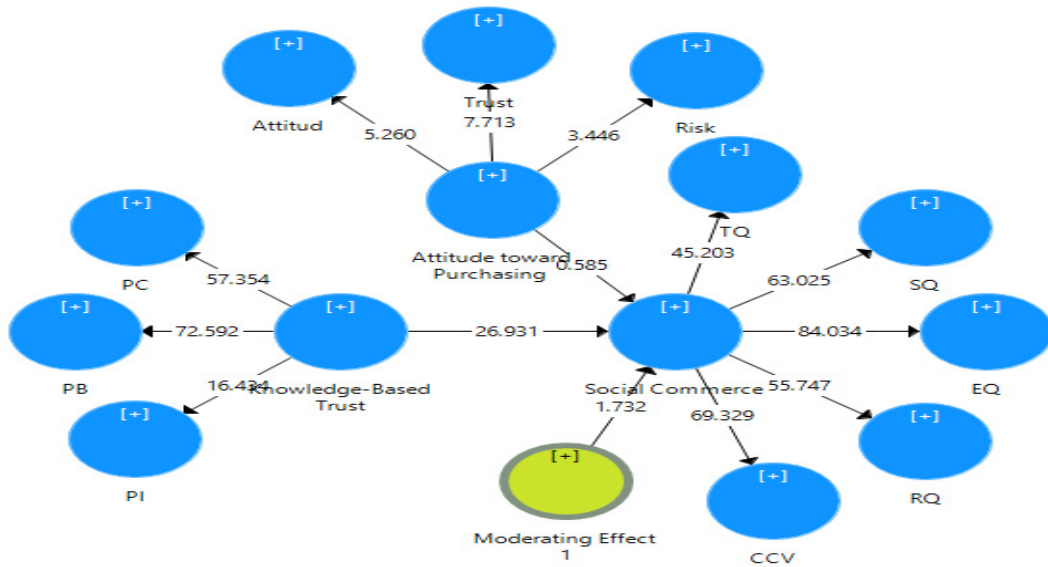 [+]
[+]
[+]
Attitud
Trust
Risk
5.260
7.713
3.446
[+]
[+]
TQ
Attitude toward
Purchasing
0.585
45.203
[+]
[+]
PC
57.354
63.025
SQ
[+]
[+]
[+]
[+]
72.592
26.931
84.034
PB
16.434
Knowledge-Based
Trust
Social Commerce
55.747
EQ
[+]
1.732
69.329
[+]
PI
[+]
[+]
RQ
Moderating Effect
1
CCV